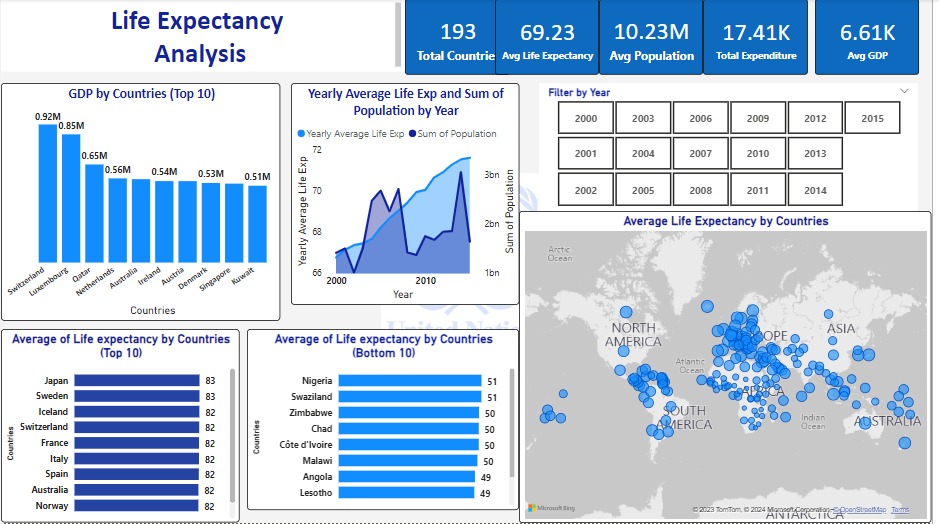 Life Expectancy
Analysis
193
Total Countrie
69.23
Avg Life Expectancy
10.23M
Avg Population
17.41K
Total Expenditure
6.61K
Avg GDP
GDP by Countries (Top 10)
0.92M
0.85M
0.65M
0.56M
0.54M
0.53M
0.51M
Switzerland
Luxembourg
Qatar
Netherlands
Australia
Ireland
Austria
Denmark
Singapore
Kuwait
Countries
Yearly Average Life Exp and Sum of
Population by Year
Yearly Average Life Exp
Sum of Population
Yearly Average Life Exp
72
70
68
66
3bn
2bn
1bn
Sum of Population
2000
2010
Year
Filter by Year
2000
2003
2006
2009
2012
2015
2001
2004
2007
2010
2013
2002
2005
2008
2011
2014
Average of Life expectancy by Countries
(Top 10)
Countries
Japan 83
Sweden 83
Iceland 82
Switzerland 82
France 82
Italy 82
Spain 82
Australia 82
Norway 82
United Nati
Average of Life expectancy by Countries
(Bottom 10)
Countries
Nigeria 51
Swaziland 51
Zimbabwe 50
Chad 50
Côte d'Ivoire 50
Malawi 50
Angola 49
Lesotho 49
Average Life Expectancy by Countries
Arctic
Ocean
NORTH
AMERICA
OPE
ASIA
Atlantic
Ocean
AFRICA
SOUTH
AMERICA
Indian
Ocean
AUSTRALIA
ANTARCTICA
Microsoft Bing
© 2023 TomTom, © 2024 Microsoft Corporation, © OpenStreetMap Terms